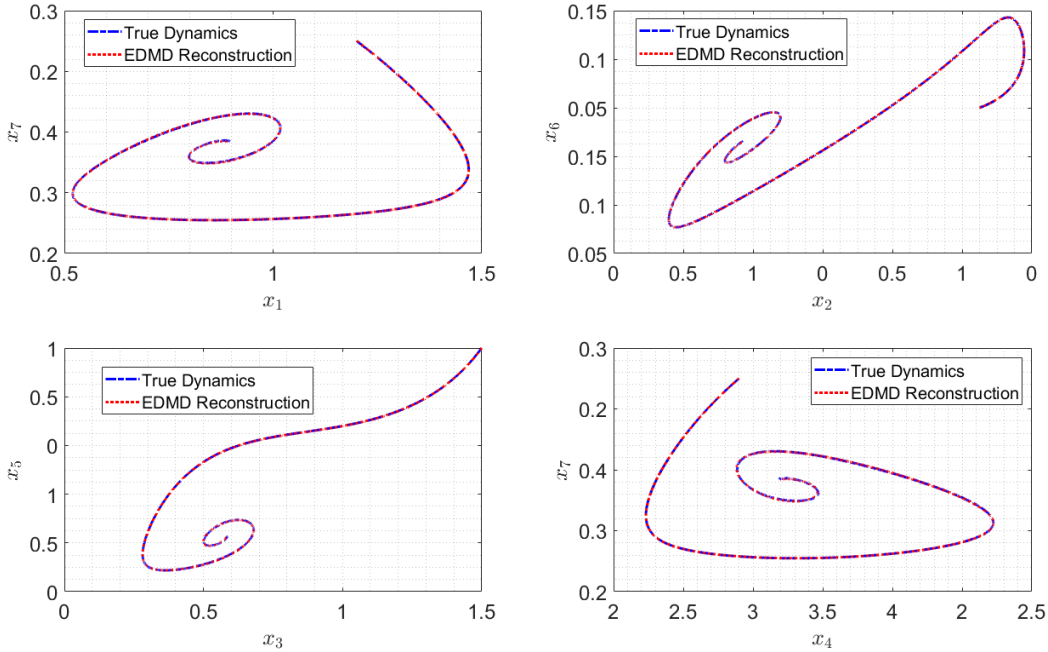 0.3
0.2
0.4
0.3
0.2
x7
True Dynamics
EDMD Reconstruction
0.5 1 1.5
x1
0.15
0.1
0.05
0.15
0.1
0.05
x6
True Dynamics
EDMD Reconstruction
0 0.5 1 0 0.5 1 0
x2
1
0.5
0
1
0.5
0
x5
True Dynamics
EDMD Reconstruction
0 0.5 1 1.5
x3
0.3
0.2
0.4
0.3
0.2
x7
True Dynamics
EDMD Reconstruction
2 2.5 3 3.5 4 2.2 2.5
x4